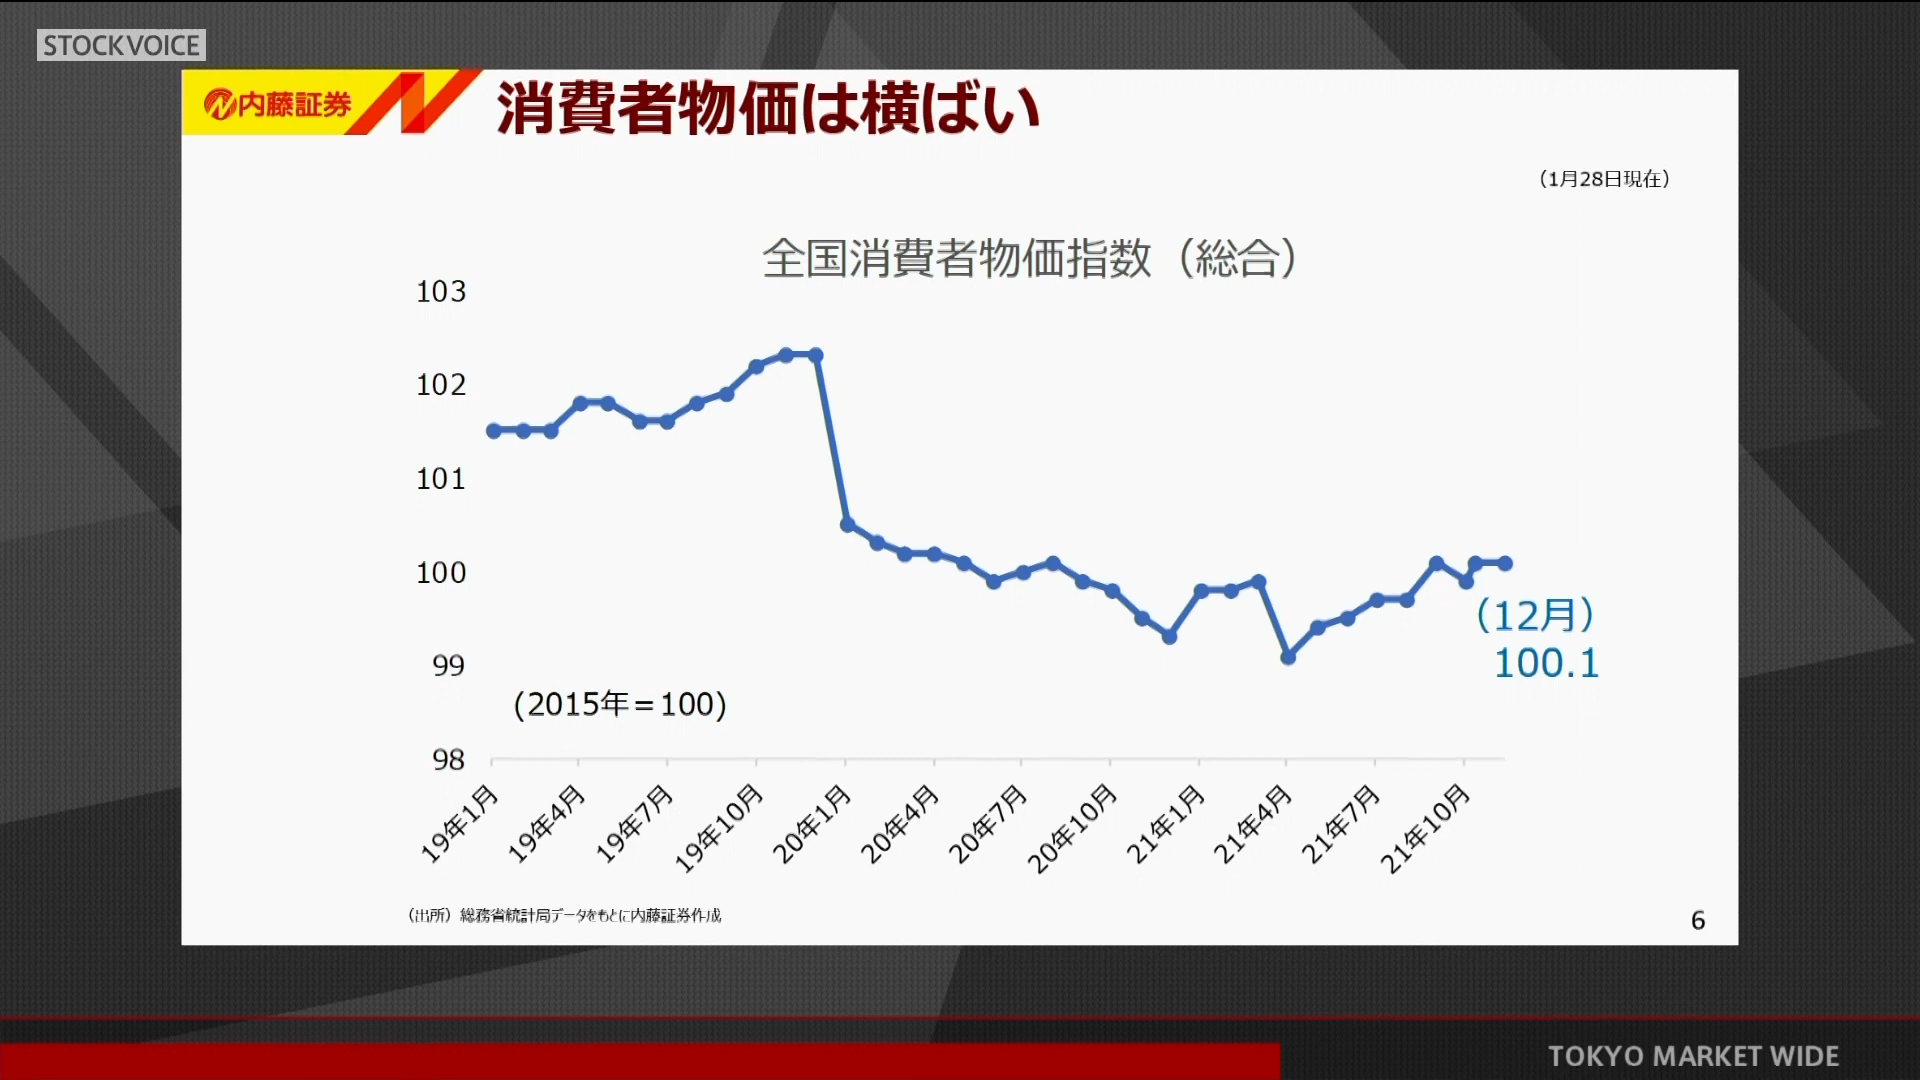 STOCKVOICE
内藤証券
消費者物価は横ばい
（1月28日現在）
全国消費者物価指数（総合）
103
102
101
100
99
98
(2015年＝100)
（12月）
100.1
19年1月
19年4月
19年7月
19年10月
20年1月
20年4月
20年7月
20年10月
21年1月
21年4月
21年7月
21年10月
（出所）総務省統計局データをもとに内藤証券作成
6
TOKYO MARKET WIDE